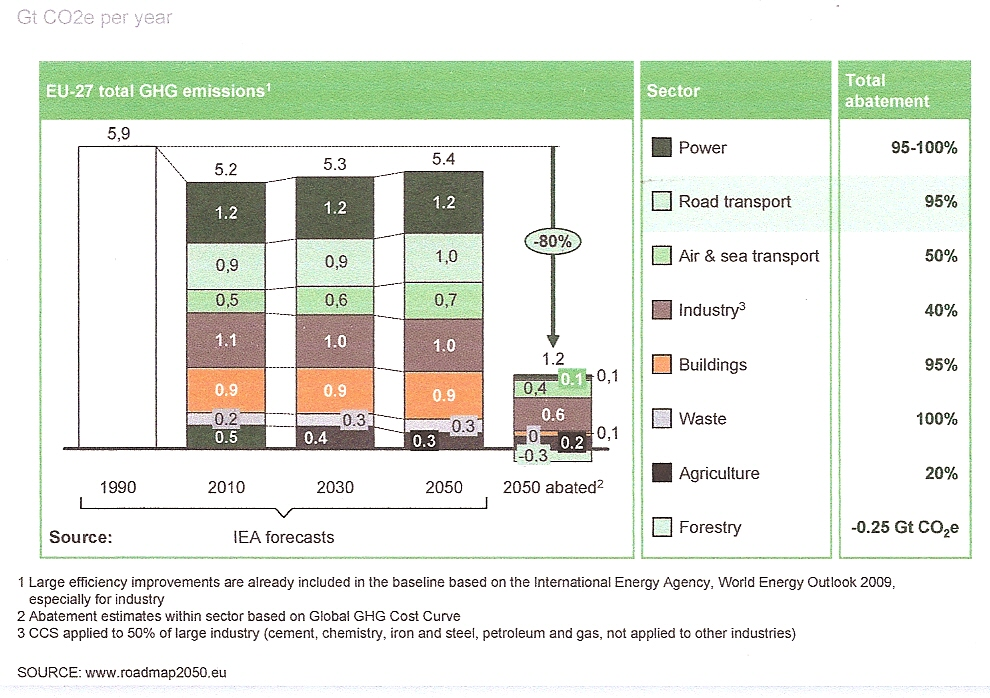 Gt CO2e per year
EU-27 total GHG emissions1
Sector
Total
abatement
5,9
5.2
5.3
5.4
1.2
1.2
1.2
0,9
0,9
1,0
0,5
0,6
0,7
1.1
1.0
1.0
0.9
0.9
0.9
0.2
0.3
0.3
0.5
0.4
0.3
-80%
1.2
0.1
0,1
0,4
0.6
0
0,1
0.2
-0.3
1990
2010
2030
2050
2050 abated2
Source:
IEA forecasts
Power
95-100%
Road transport
95%
Air & sea transport
50%
Industry3
40%
Buildings
95%
Waste
100%
Agriculture
20%
Forestry
-0.25 Gt CO2e
1 Large efficiency improvements are already included in the baseline based on the International Energy Agency, World Energy Outlook 2009,
especially for industry
2 Abatement estimates within sector based on Global GHG Cost Curve
3 CCS applied to 50% of large industry (cement, chemistry, iron and steel, petroleum and gas, not applied to other industries)
SOURCE: www.roadmap2050.eu